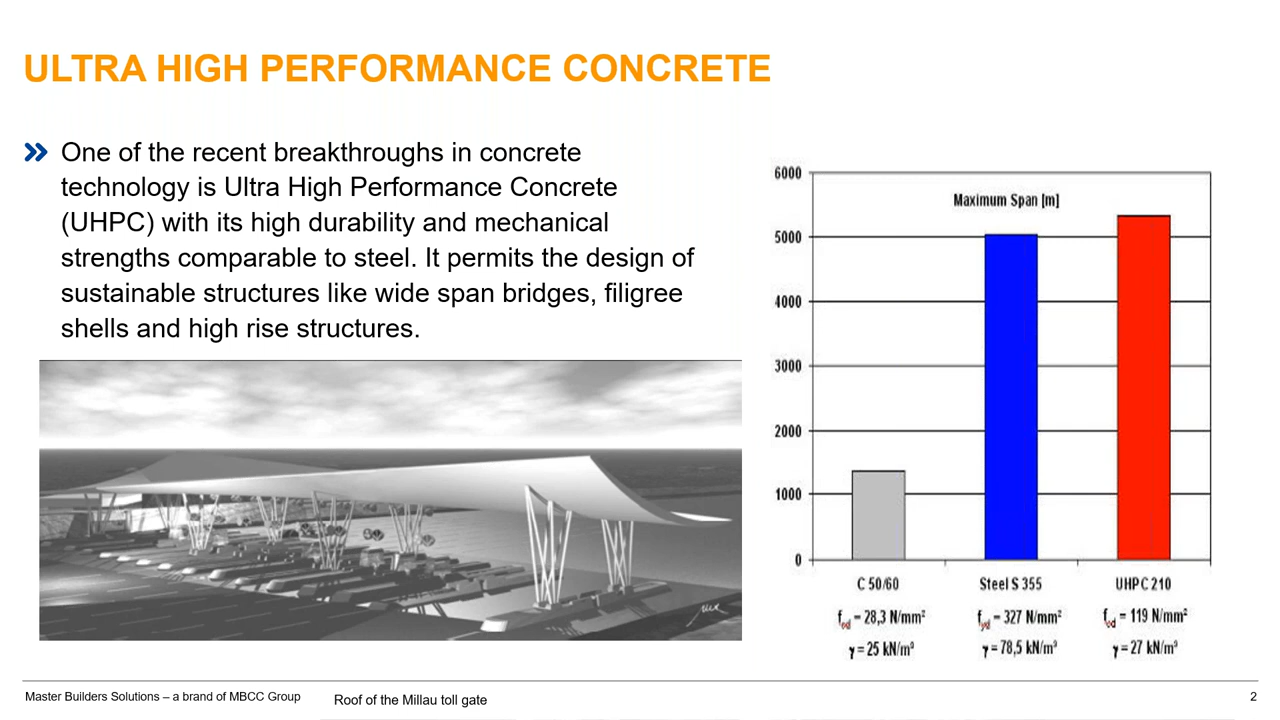 ULTRA HIGH PERFORMANCE CONCRETE
One of the recent breakthroughs in concrete
technology is Ultra High Performance Concrete
(UHPC) with its high durability and mechanical
strengths comparable to steel. It permits the design of
sustainable structures like wide span bridges, filigree
shells and high rise structures.
Maximum Span [m]
6000
5000
4000
3000
2000
1000
0
C 50/60 Steel S 355 UHPC 210
fcd = 28,3 N/mm² fyd = 327 N/mm² fcd = 119 N/mm²
γ = 25 kN/m³ γ = 78,5 kN/m³ γ = 27 kN/m³
Master Builders Solutions – a brand of MBCC Group
Roof of the Millau toll gate
2